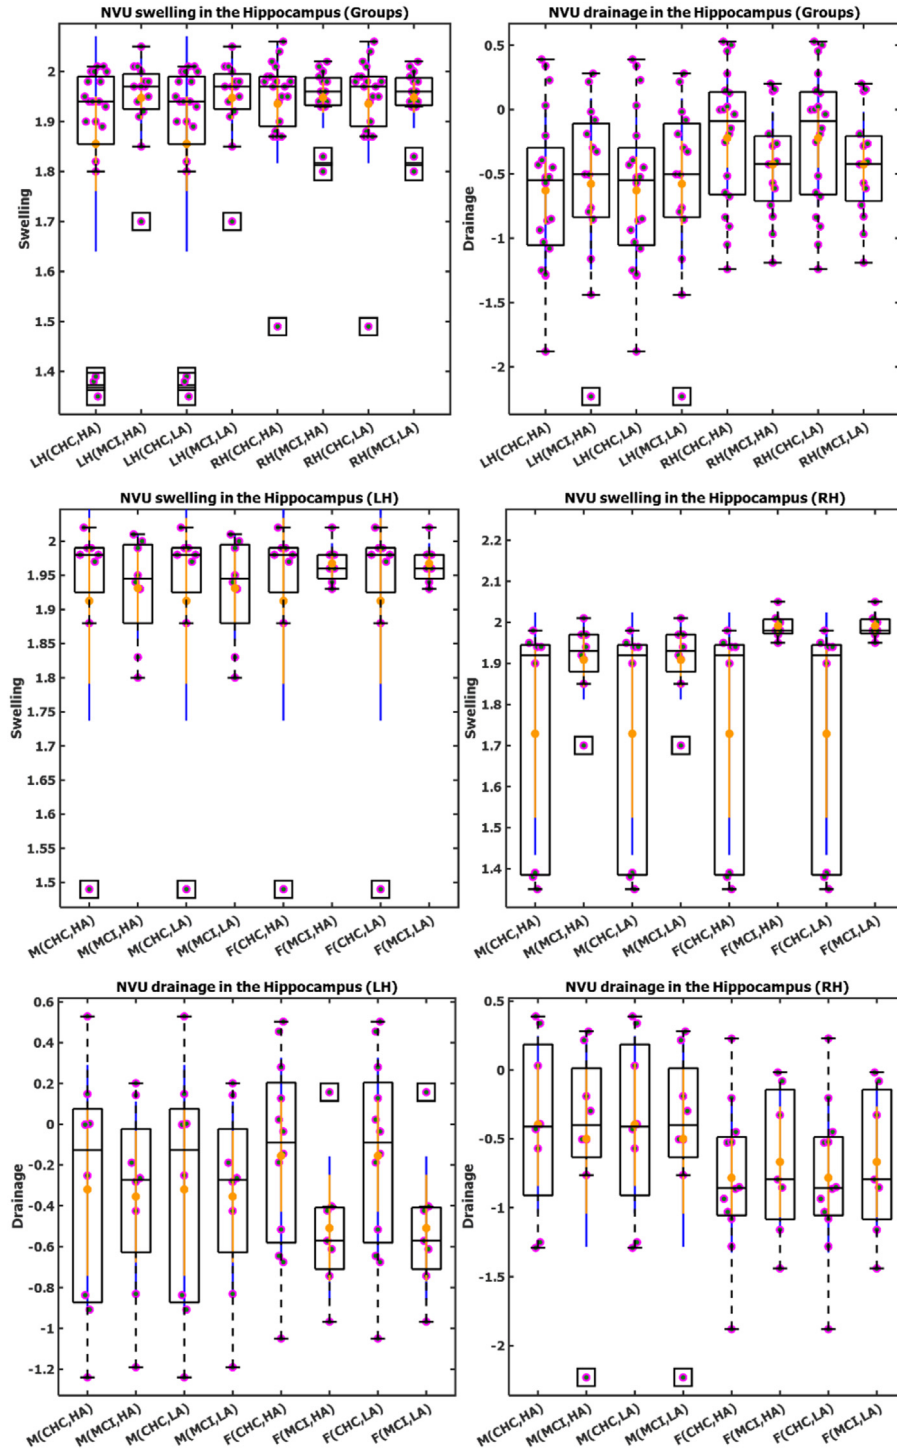 NVU swelling in the Hippocampus (Groups)
Swelling
2
1.9
1.8
1.7
1.6
1.5
1.4
LH(CHC,HA)
LH(MCI,HA)
LH(CHC,LA)
LH(MCI,LA)
RH(CHC,HA)
RH(MCI,HA)
RH(CHC,LA)
RH(MCI,LA)
NVU drainage in the Hippocampus (Groups)
Drainage
0.5
0
-0.5
-1
-1.5
-2
LH(CHC,HA)
LH(MCI,HA)
LH(CHC,LA)
LH(MCI,LA)
RH(CHC,HA)
RH(MCI,HA)
RH(CHC,LA)
RH(MCI,LA)
NVU swelling in the Hippocampus (LH)
Swelling
2
1.95
1.9
1.85
1.8
1.75
1.7
1.65
1.6
1.55
1.5
M(CHC,HA)
M(MCI,HA)
M(CHC,LA)
M(MCI,LA)
F(CHC,HA)
F(MCI,HA)
F(CHC,LA)
F(MCI,LA)
NVU swelling in the Hippocampus (RH)
Swelling
2.2
2.1
2
1.9
1.8
1.7
1.6
1.5
1.4
M(CHC,HA)
M(MCI,HA)
M(CHC,LA)
M(MCI,LA)
F(CHC,HA)
F(MCI,HA)
F(CHC,LA)
F(MCI,LA)
NVU drainage in the Hippocampus (LH)
Drainage
0.6
0.4
0.2
0
-0.2
-0.4
-0.6
-0.8
-1
-1.2
M(CHC,HA)
M(MCI,HA)
M(CHC,LA)
M(MCI,LA)
F(CHC,HA)
F(MCI,HA)
F(CHC,LA)
F(MCI,LA)
NVU drainage in the Hippocampus (RH)
Drainage
0.5
0
-0.5
-1
-1.5
-2
M(CHC,HA)
M(MCI,HA)
M(CHC,LA)
M(MCI,LA)
F(CHC,HA)
F(MCI,HA)
F(CHC,LA)
F(MCI,LA)